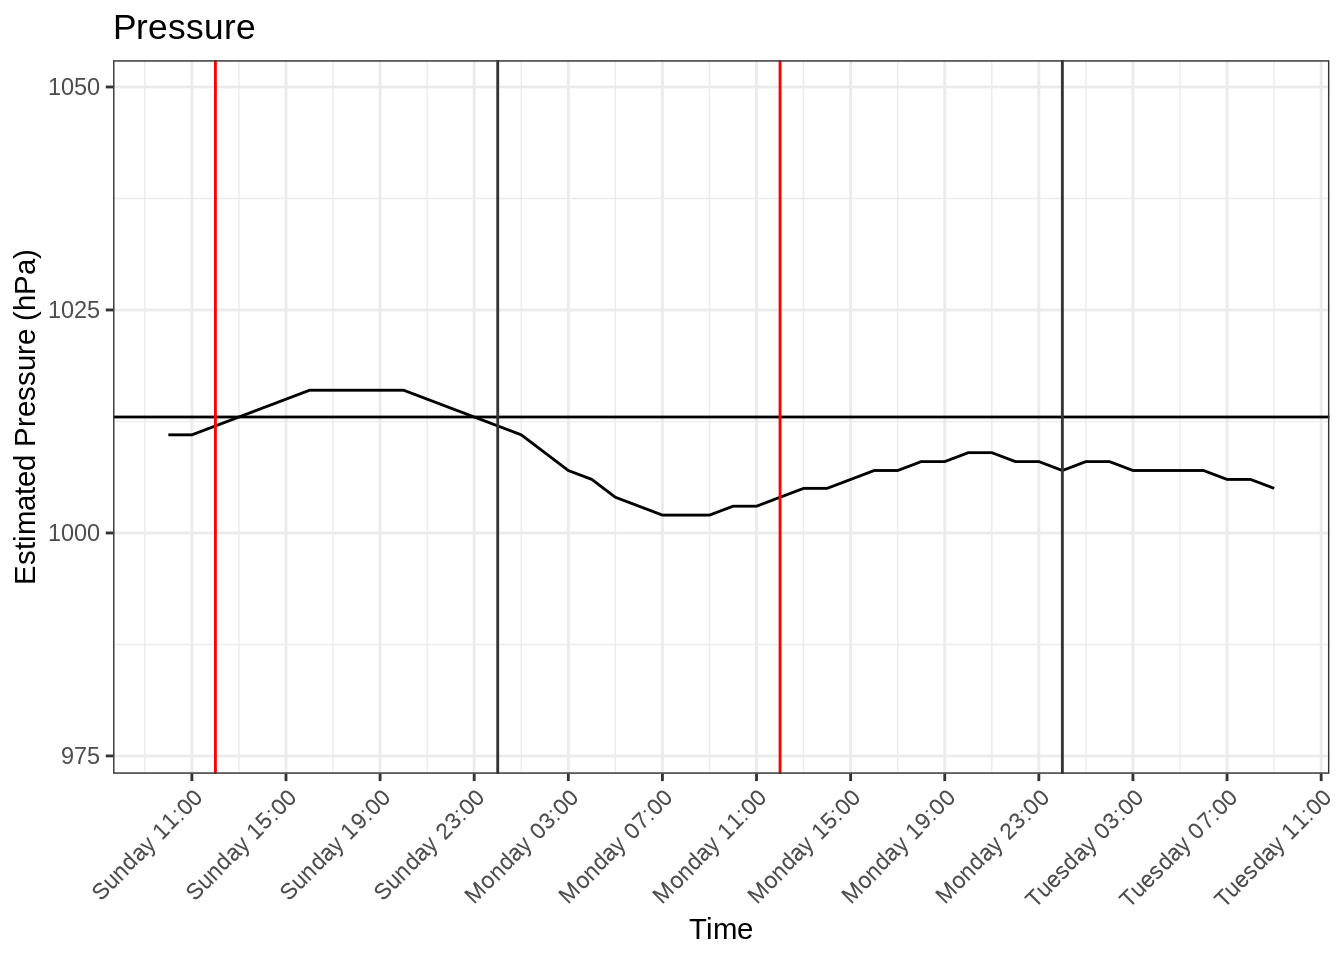 Pressure
Estimated Pressure (hPa)
1050
1025
1000
975
Sunday 11:00
Sunday 15:00
Sunday 19:00
Sunday 23:00
Monday 03:00
Monday 07:00
Monday 11:00
Monday 15:00
Monday 19:00
Monday 23:00
Tuesday 03:00
Tuesday 07:00
Tuesday 11:00
Time